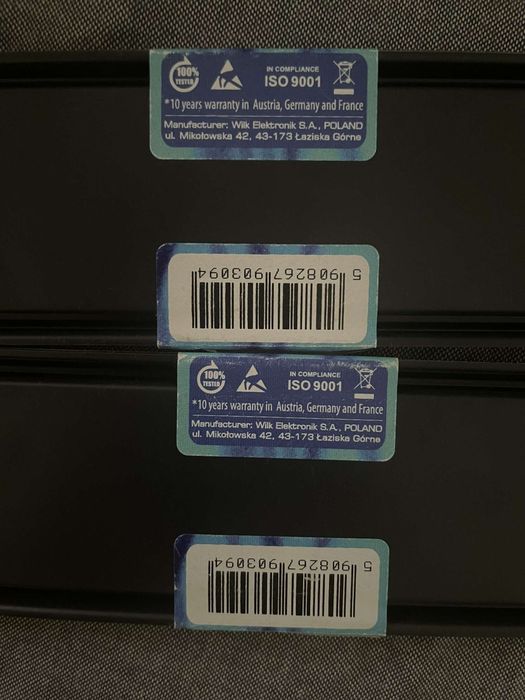 100%
TESTED
IN COMPLIANCE
ISO 9001
*10 years warranty in Austria, Germany and France
Manufacturer: Wilk Elektronik S.A., POLAND
ul. Mikołowska 42, 43-173 Łaziska Górne
5 908267 903094
100%
TESTED
IN COMPLIANCE
ISO 9001
*10 years warranty in Austria, Germany and France
Manufacturer: Wilk Elektronik S.A., POLAND
ul. Mikołowska 42, 43-173 Łaziska Górne
5 908267 903094